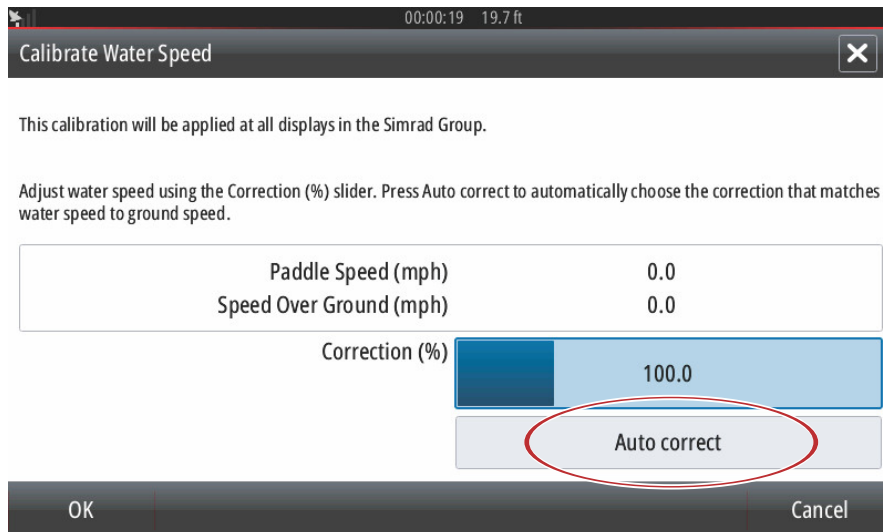 00:00:19 19.7 ft
Calibrate Water Speed
This calibration will be applied at all displays in the Simrad Group.
Adjust water speed using the Correction (%) slider. Press Auto correct to automatically choose the correction that matches
water speed to ground speed.
Paddle Speed (mph) 0.0
Speed Over Ground (mph) 0.0
Correction (%) 100.0
Auto correct
OK Cancel